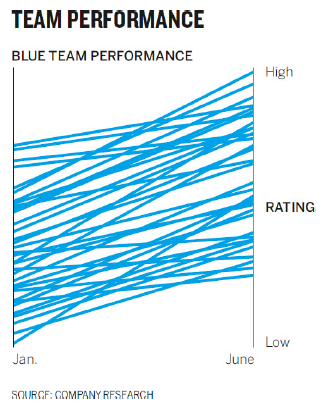 TEAM PERFORMANCE
BLUE TEAM PERFORMANCE
High
RATING
Low
Jan.
June
SOURCE: COMPANY RESEARCH